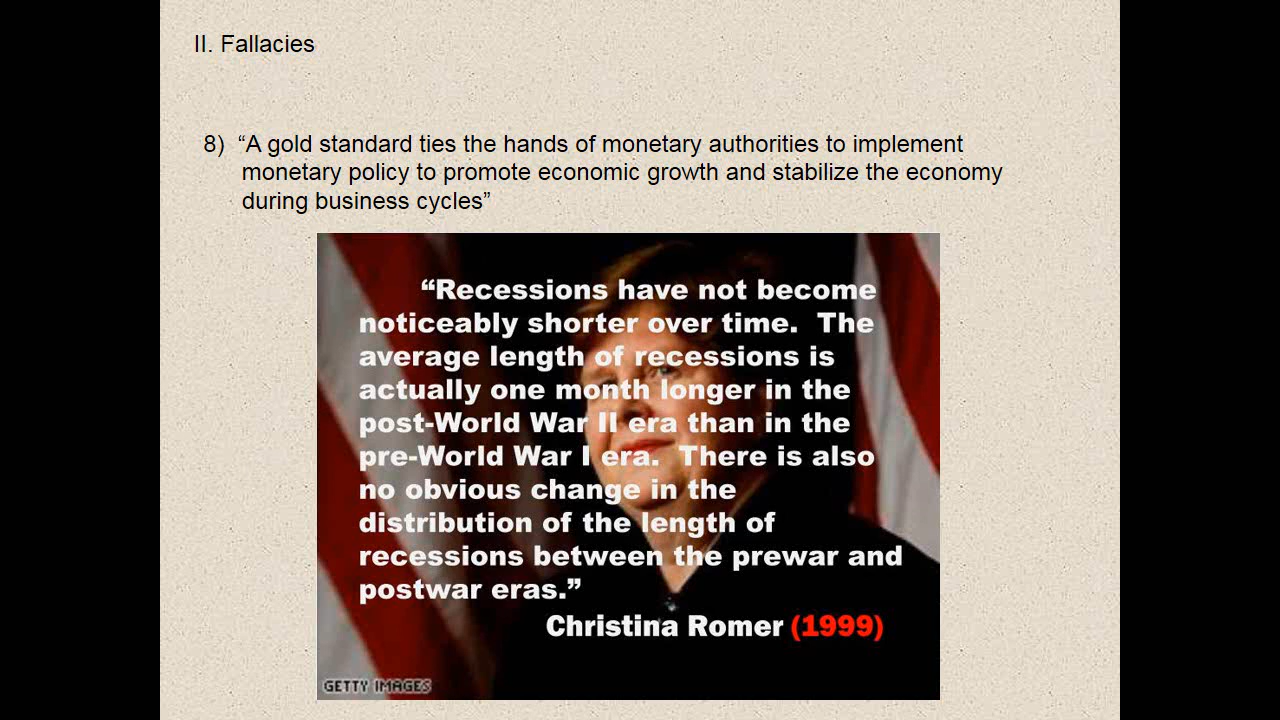 II. Fallacies
8) “A gold standard ties the hands of monetary authorities to implement
monetary policy to promote economic growth and stabilize the economy
during business cycles”
“Recessions have not become
noticeably shorter over time. The
average length of recessions is
actually one month longer in the
post-World War II era than in the
pre-World War I era. There is also
no obvious change in the
distribution of the length of
recessions between the prewar and
postwar eras.”
Christina Romer (1999)
GETTY IMAGES